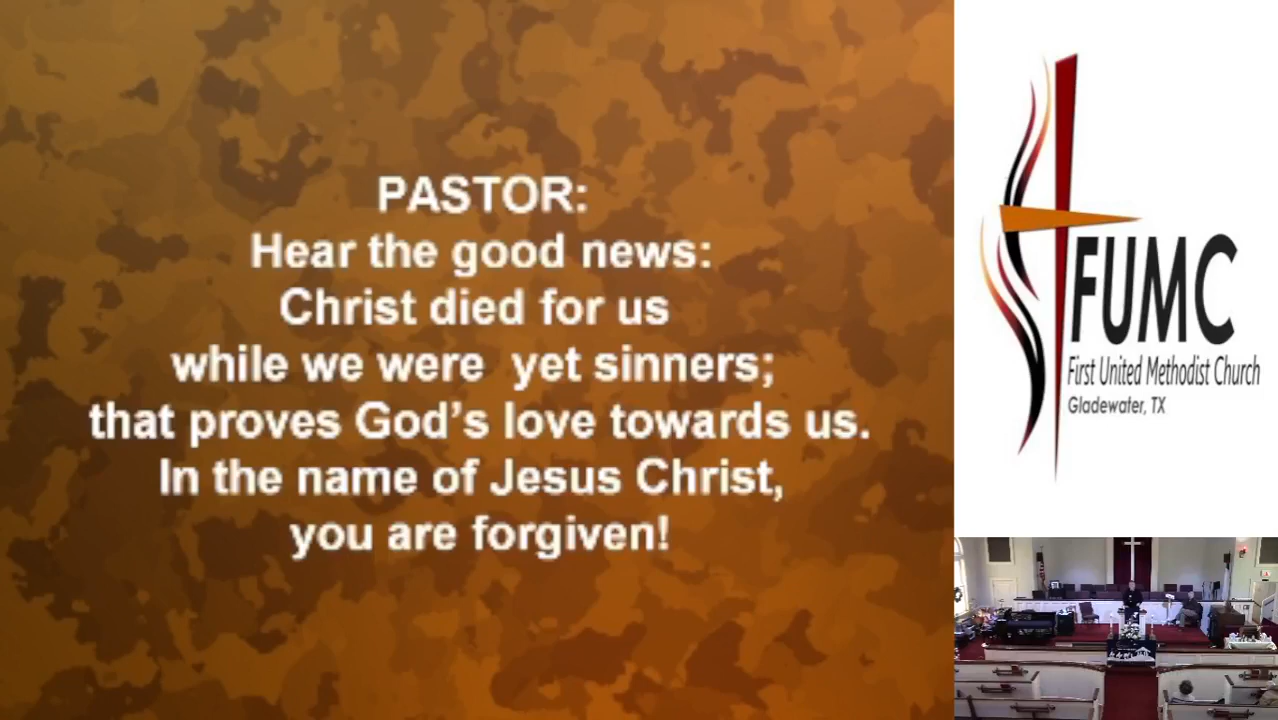 PASTOR:
Hear the good news:
Christ died for us
while we were yet sinners;
that proves God's love towards us.
In the name of Jesus Christ,
you are forgiven!
FUMC
First United Methodist Church
Gladewater, TX